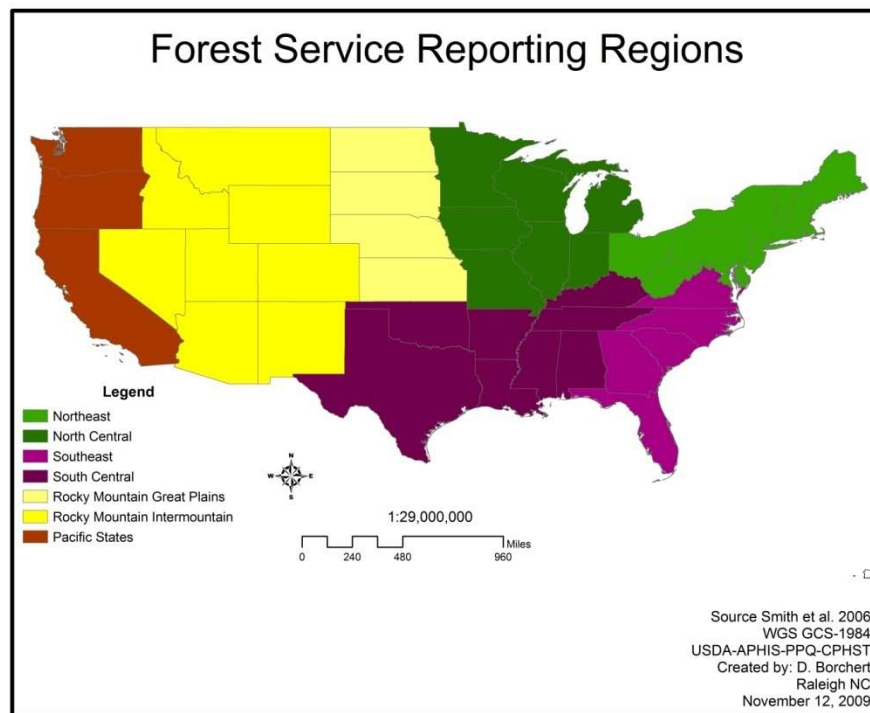 Forest Service Reporting Regions
Legend
Northeast
North Central
Southeast
South Central
Rocky Mountain Great Plains
Rocky Mountain Intermountain
Pacific States
N
W E
S
1:29,000,000
Miles
0 240 480 960
Source Smith et al. 2006
WGS GCS-1984
USDA-APHIS-PPQ-CPHST
Created by: D. Borchert
Raleigh NC
November 12, 2009